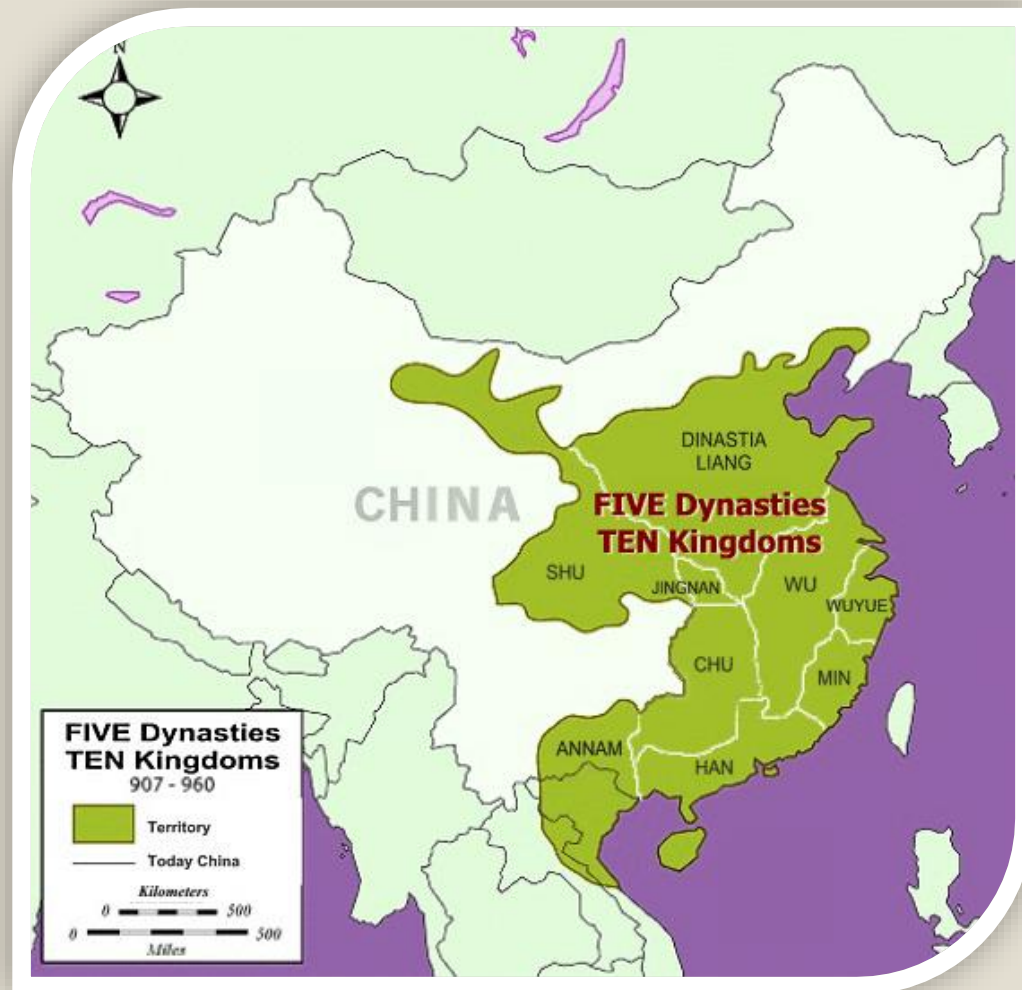 N
DINASTIA
LIANG
CHINA
FIVE Dynasties
TEN Kingdoms
SHU
JINGNAN
WU
WUYUE
CHU
MIN
ANNAM
HAN
FIVE Dynasties
TEN Kingdoms
907 - 960
Territory
Today China
Kilometers
0 500
0 500
Miles